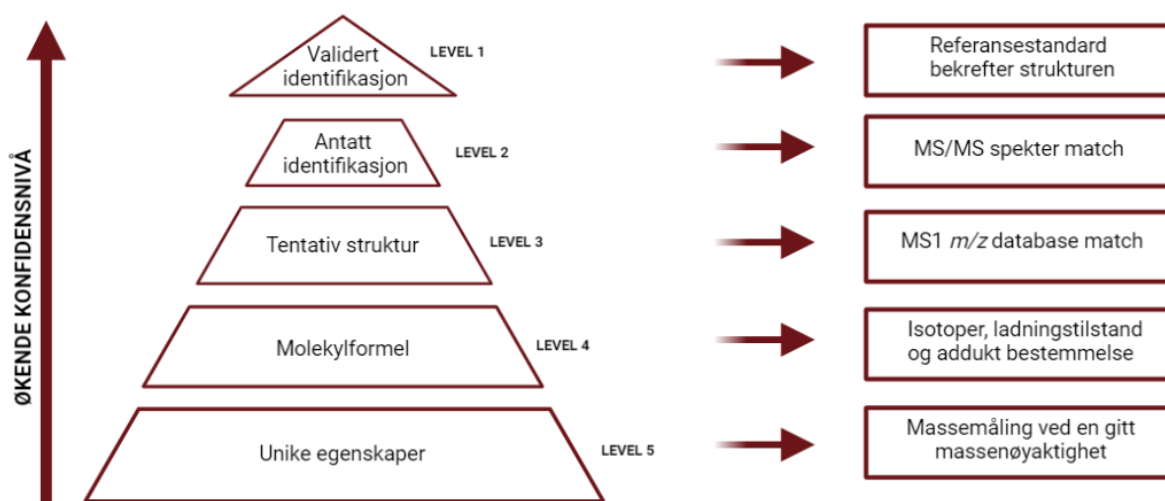 ØKENDE KONFIDENSNIVÅ
Validert
identifikasjon
LEVEL 1
Referansestandard
bekrefter strukturen
Antatt
identifikasjon
LEVEL 2
MS/MS spekter match
Tentativ struktur
LEVEL 3
MS1 m/z database match
Molekylformel
LEVEL 4
Isotoper, ladningstilstand
og addukt bestemmelse
Unike egenskaper
LEVEL 5
Massemåling ved en gitt
massenøyaktighet